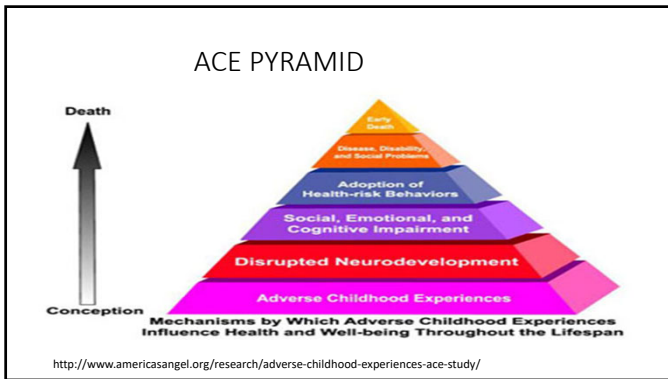 ACE PYRAMID
Death
Early
Death
Disease, Disability,
and Social Problems
Adoption of
Health-risk Behaviors
Social, Emotional, and
Cognitive Impairment
Disrupted Neurodevelopment
Adverse Childhood Experiences
Conception
Mechanisms by Which Adverse Childhood Experiences
Influence Health and Well-being Throughout the Lifespan
http://www.americasangel.org/research/adverse-childhood-experiences-ace-study/